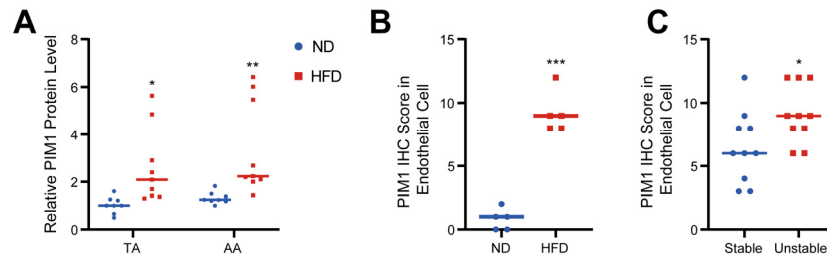 A
Relative PIM1 Protein Level
8
6
4
2
0
*
**
TA
AA
ND
HFD
B
PIM1 IHC Score in
Endothelial Cell
15
10
5
0
***
ND
HFD
C
PIM1 IHC Score in
Endothelial Cell
15
10
5
0
*
Stable
Unstable